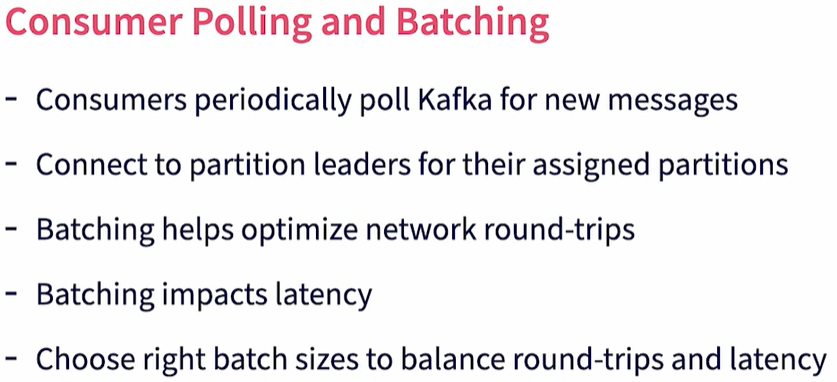 Consumer Polling and Batching
- Consumers periodically poll Kafka for new messages
- Connect to partition leaders for their assigned partitions
- Batching helps optimize network round-trips
- Batching impacts latency
- Choose right batch sizes to balance round-trips and latency